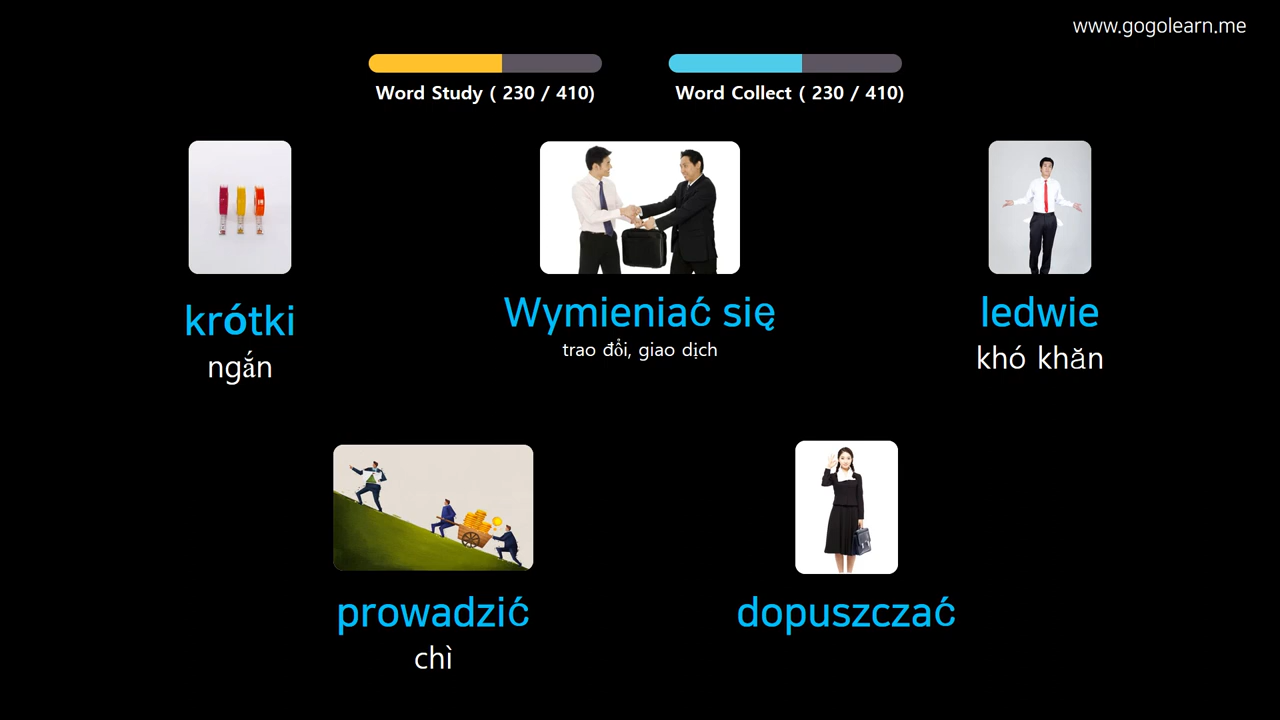 www.gogolearn.me
Word Study ( 230 / 410)
Word Collect ( 230 / 410)
krótki
ngắn
Wymieniać się
trao đổi, giao dịch
ledwie
khó khăn
prowadzić
chì
dopuszczać